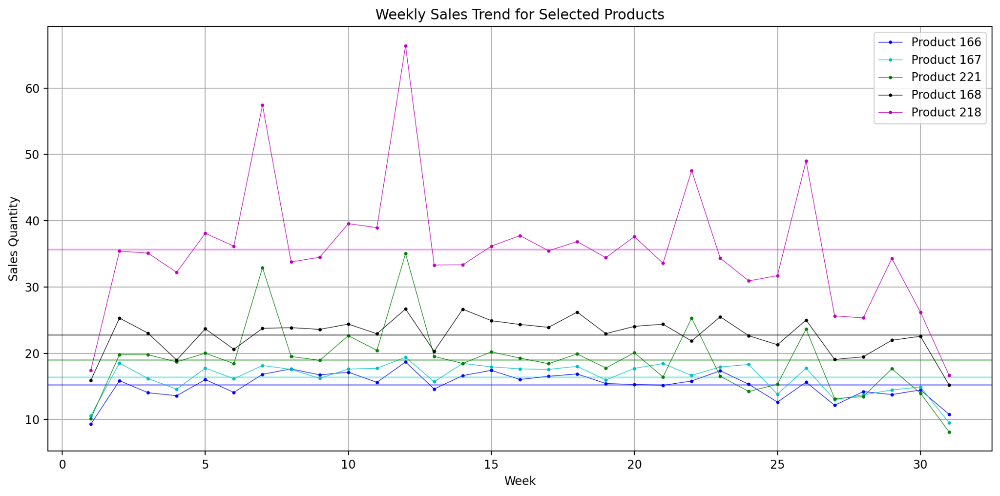 Weekly Sales Trend for Selected Products
Product 166
Product 167
Product 221
Product 168
Product 218
60
50
40
30
20
10
Sales Quantity
0 5 10 15 20 25 30
Week